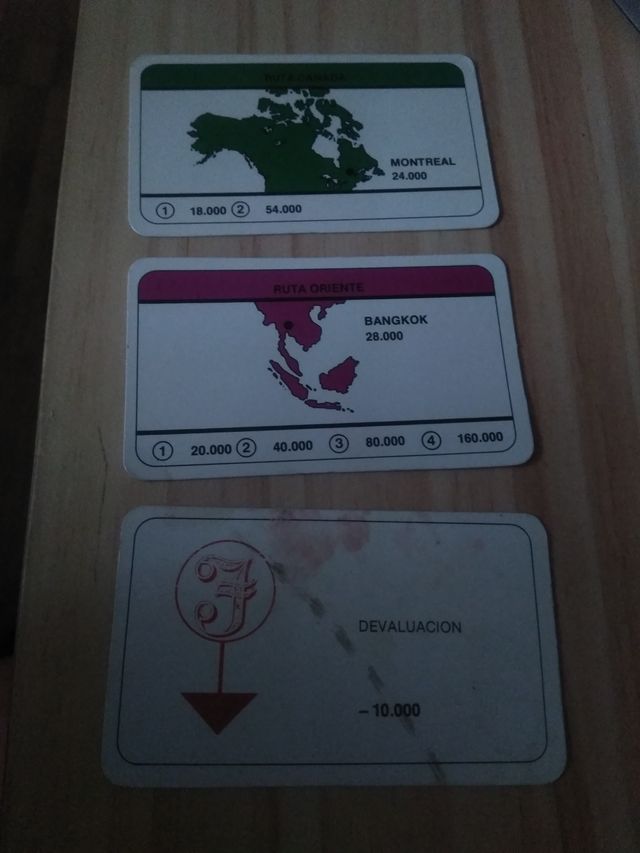 RUTA CANADA
MONTREAL
24.000
1 18.000 2 54.000
RUTA ORIENTE
BANGKOK
28.000
1 20.000 2 40.000 3 80.000 4 160.000
F
DEVALUACION
– 10.000